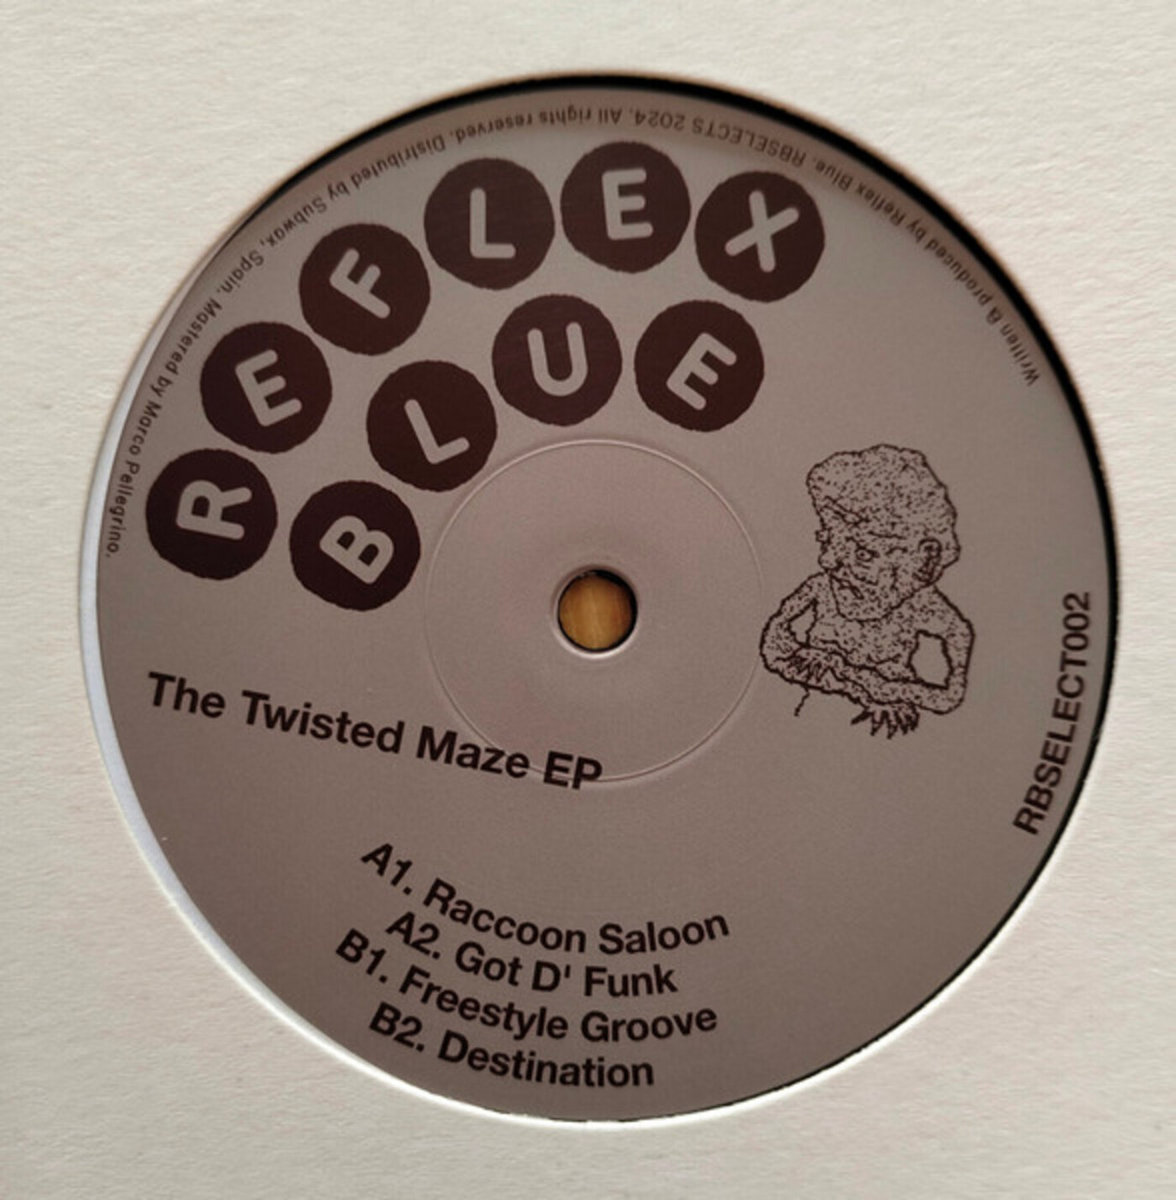 REFLEX
BLUE
The Twisted Maze EP
A1. Raccoon Saloon
A2. Got D' Funk
B1. Freestyle Groove
B2. Destination
RBSELECT002
Written & produced by Reflex Blue. RBSELECTS 2024. All rights reserved. Distributed by Subwax, Spain. Mastered by Marco Pellegrino.